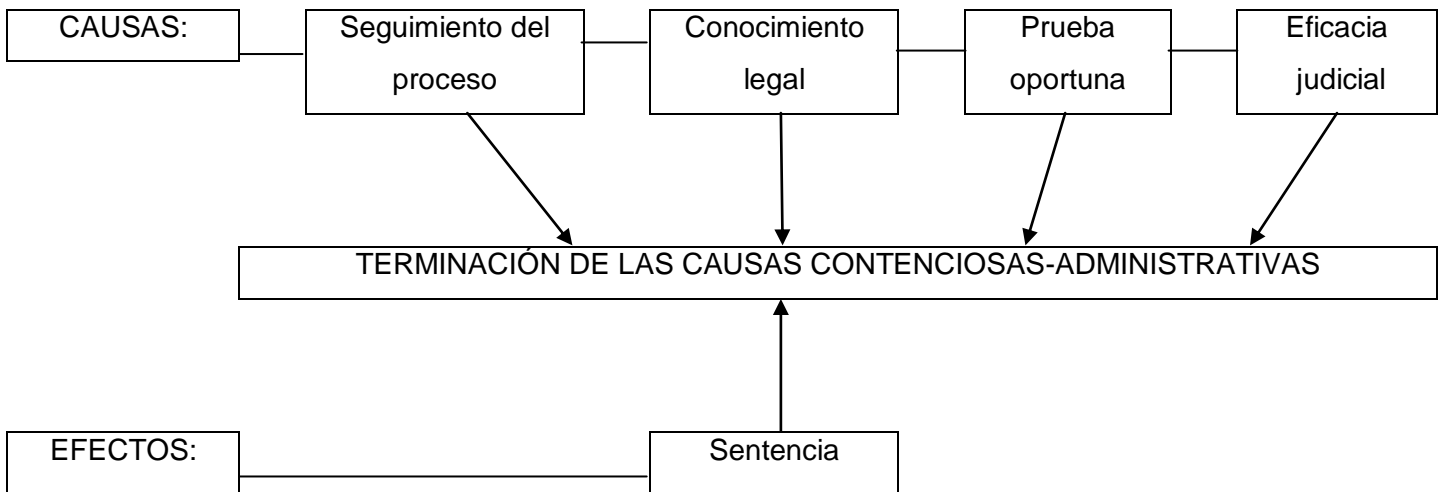 CAUSAS:
Seguimiento del
proceso
Conocimiento
legal
Prueba
oportuna
Eficacia
judicial
TERMINACIÓN DE LAS CAUSAS CONTENCIOSAS-ADMINISTRATIVAS
EFECTOS:
Sentencia